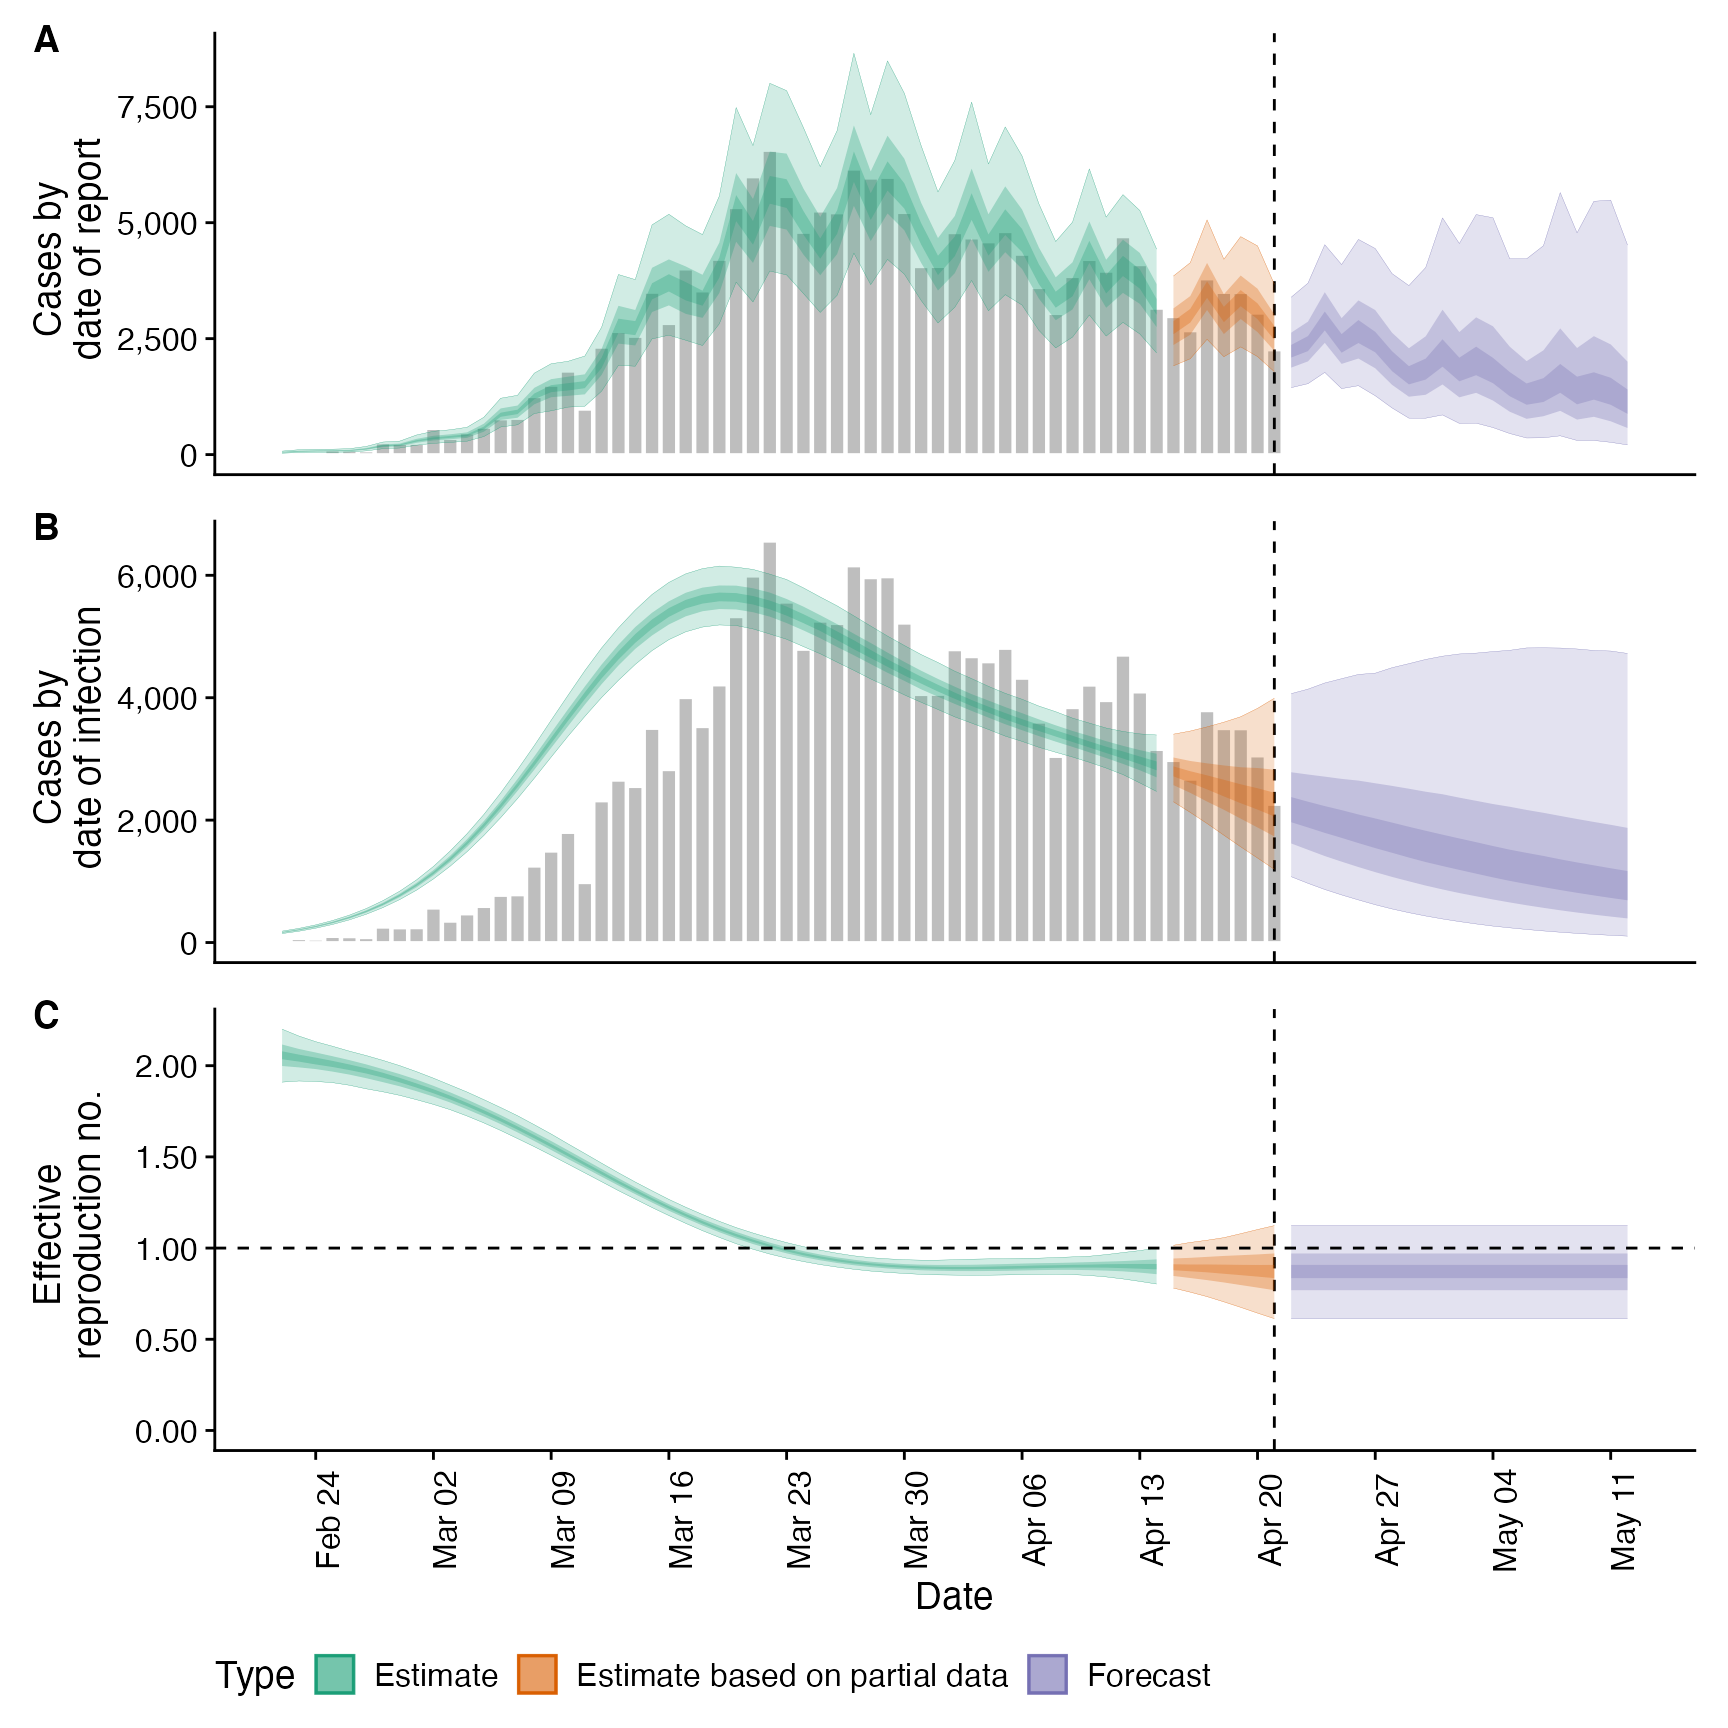 A
Cases by
date of report
7,500
5,000
2,500
0
B
Cases by
date of infection
6,000
4,000
2,000
0
C
Effective
reproduction no.
2.00
1.50
1.00
0.50
0.00
Feb 24
Mar 02
Mar 09
Mar 16
Mar 23
Mar 30
Apr 06
Apr 13
Apr 20
Apr 27
May 04
May 11
Date
Type Estimate Estimate based on partial data Forecast